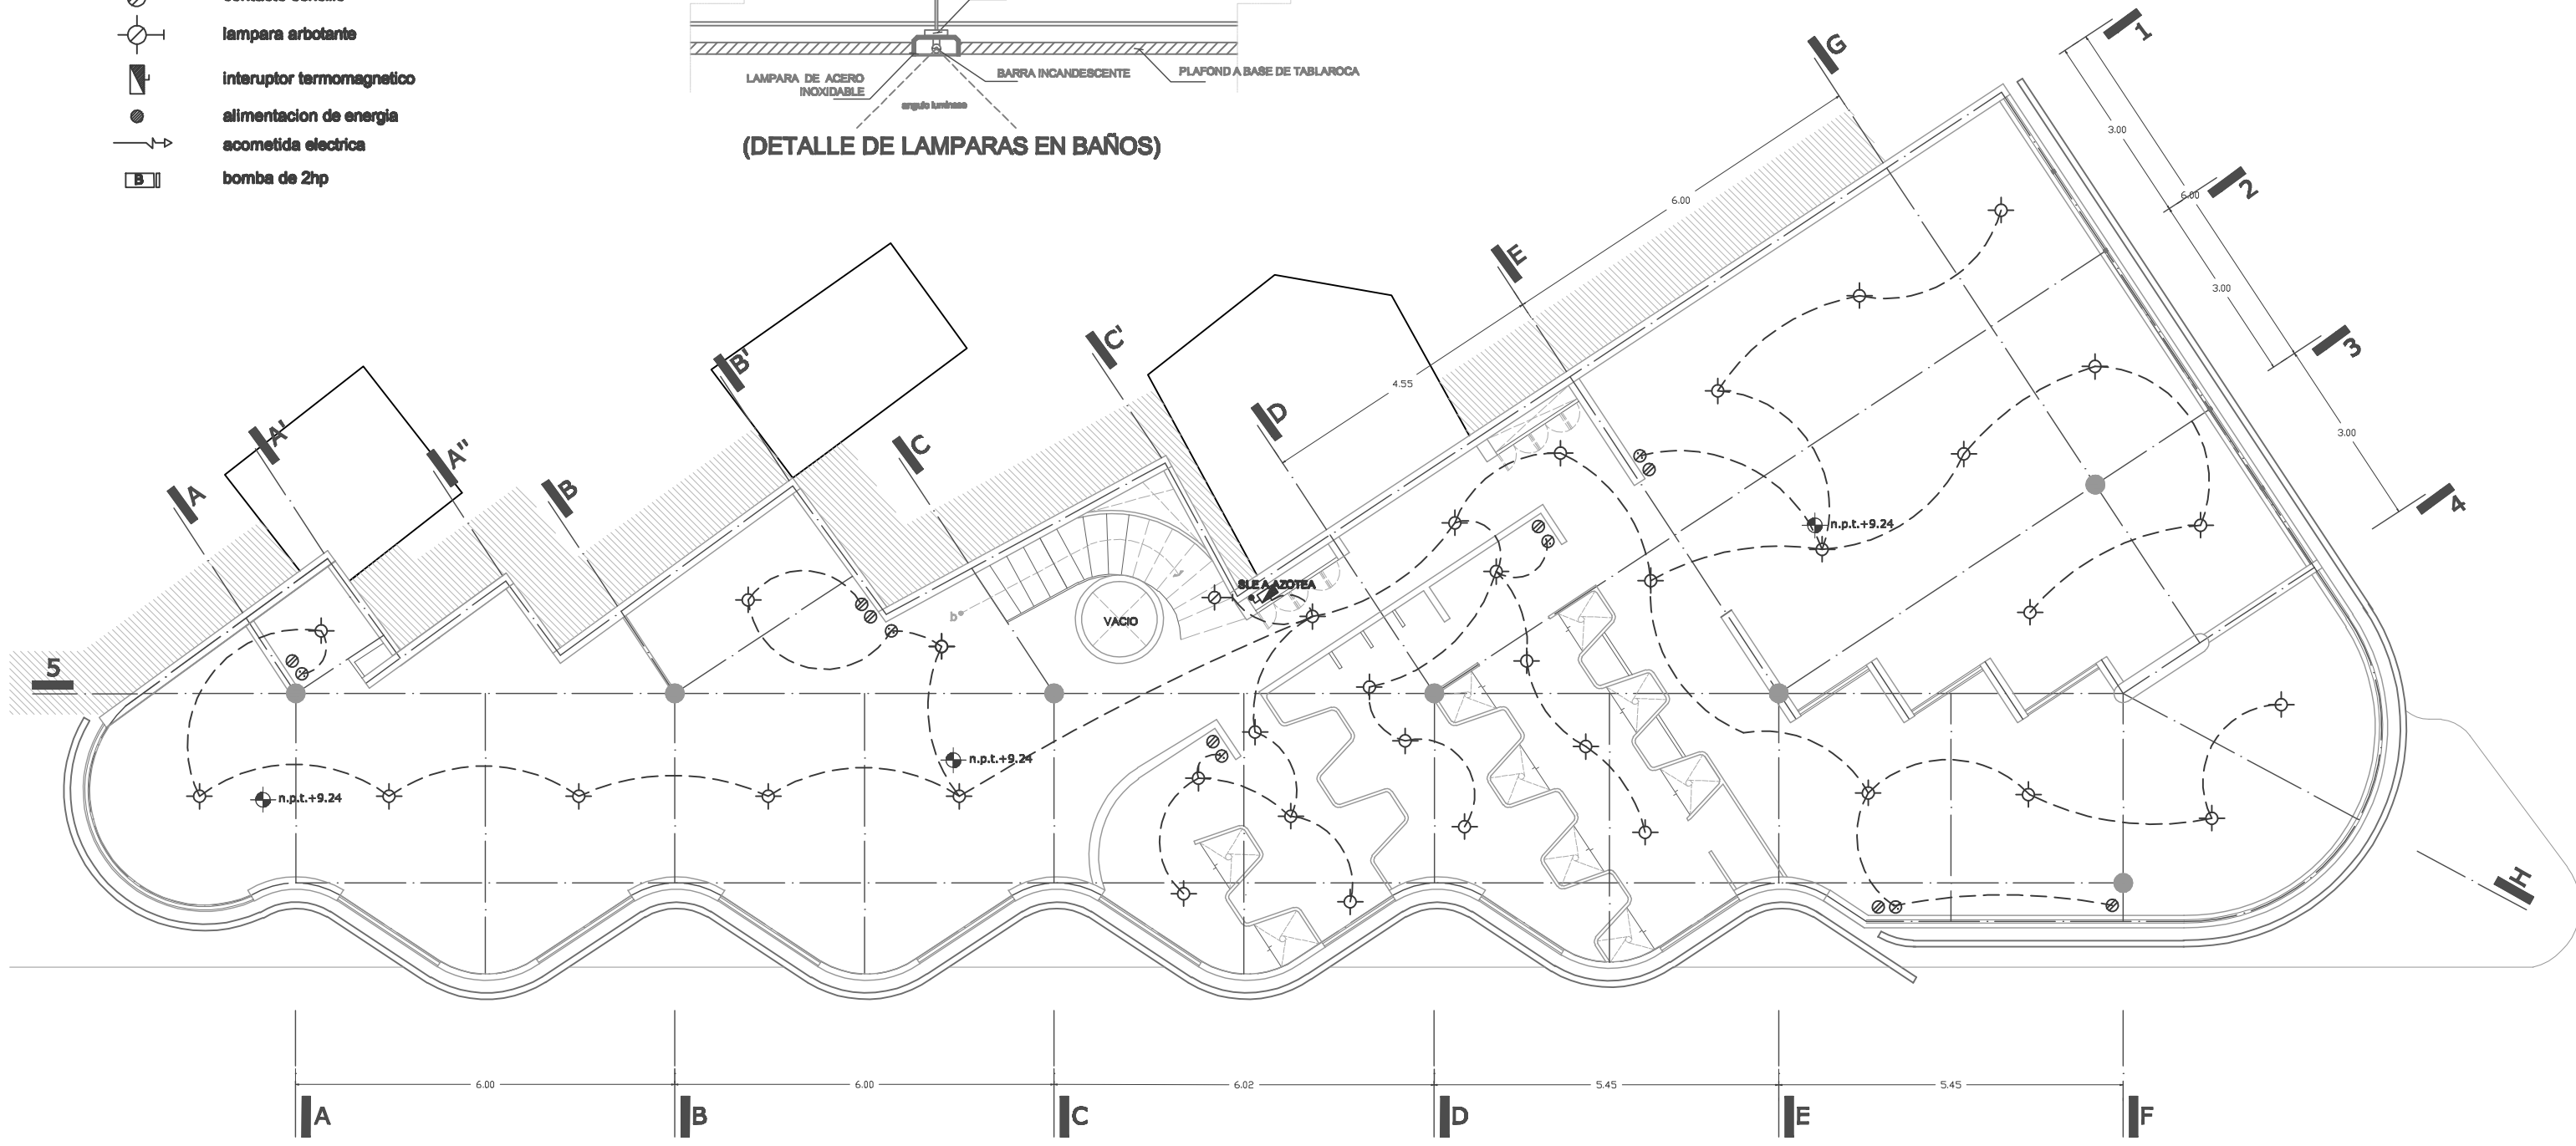 lampara arbotante
interuptor termomagnetico
alimentacion de energia
acometida electrica
B
bomba de 2hp
LAMPARA DE ACERO
INOXIDABLE
BARRA INCANDESCENTE
PLAFOND A BASE DE TABLAROCA
angulo luminoso
(DETALLE DE LAMPARAS EN BAÑOS)
1
G
3.00
2
6.00
6.00
E
3.00
B'
C'
3
4.55
D
A'
A''
C
3.00
A
B
4
n.p.t.+9.24
SLE A AZOTEA
b
VACIO
5
n.p.t.+9.24
n.p.t.+9.24
H
6.00
6.00
6.02
5.45
5.45
A
B
C
D
E
F